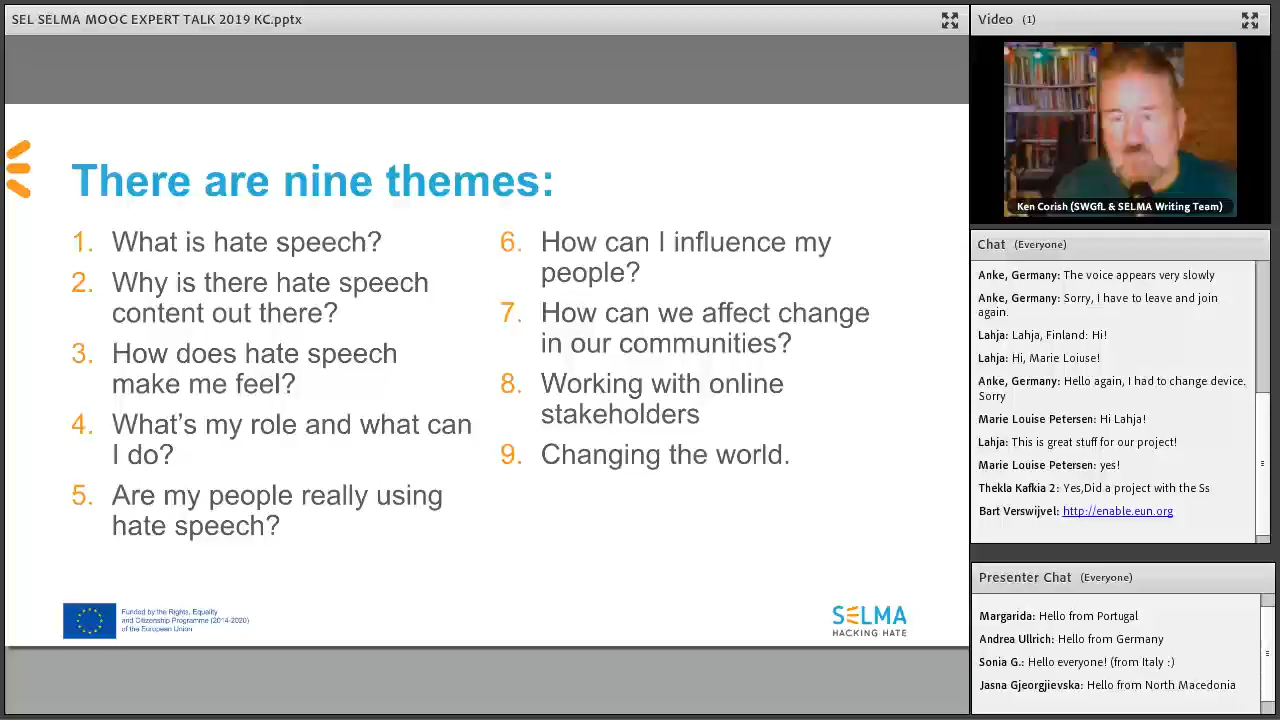 SEL SELMA MOOC EXPERT TALK 2019 KC.pptx
There are nine themes:
1. What is hate speech?
2. Why is there hate speech
content out there?
3. How does hate speech
make me feel?
4. What's my role and what can
I do?
5. Are my people really using
hate speech?
6. How can I influence my
people?
7. How can we affect change
in our communities?
8. Working with online
stakeholders
9. Changing the world.
Funded by the Rights, Equality
and Citizenship Programme (2014-2020)
of the European Union
SELMA
HACKING HATE
Video (1)
Ken Corish (SWGfL & SELMA Writing Team)
Chat (Everyone)
Anke, Germany: The voice appears very slowly
Anke, Germany: Sorry, I have to leave and join
again.
Lahja: Lahja, Finland: Hi!
Lahja: Hi, Marie Loiuse!
Anke, Germany: Hello again, I had to change device.
Sorry
Marie Louise Petersen: Hi Lahja!
Lahja: This is great stuff for our project!
Marie Louise Petersen: yes!
Thekla Kafkia 2: Yes,Did a project with the Ss
Bart Verswijvel: http://enable.eun.org
Presenter Chat (Everyone)
Margarida: Hello from Portugal
Andrea Ullrich: Hello from Germany
Sonia G.: Hello everyone! (from Italy :)
Jasna Gjeorgjievska: Hello from North Macedonia